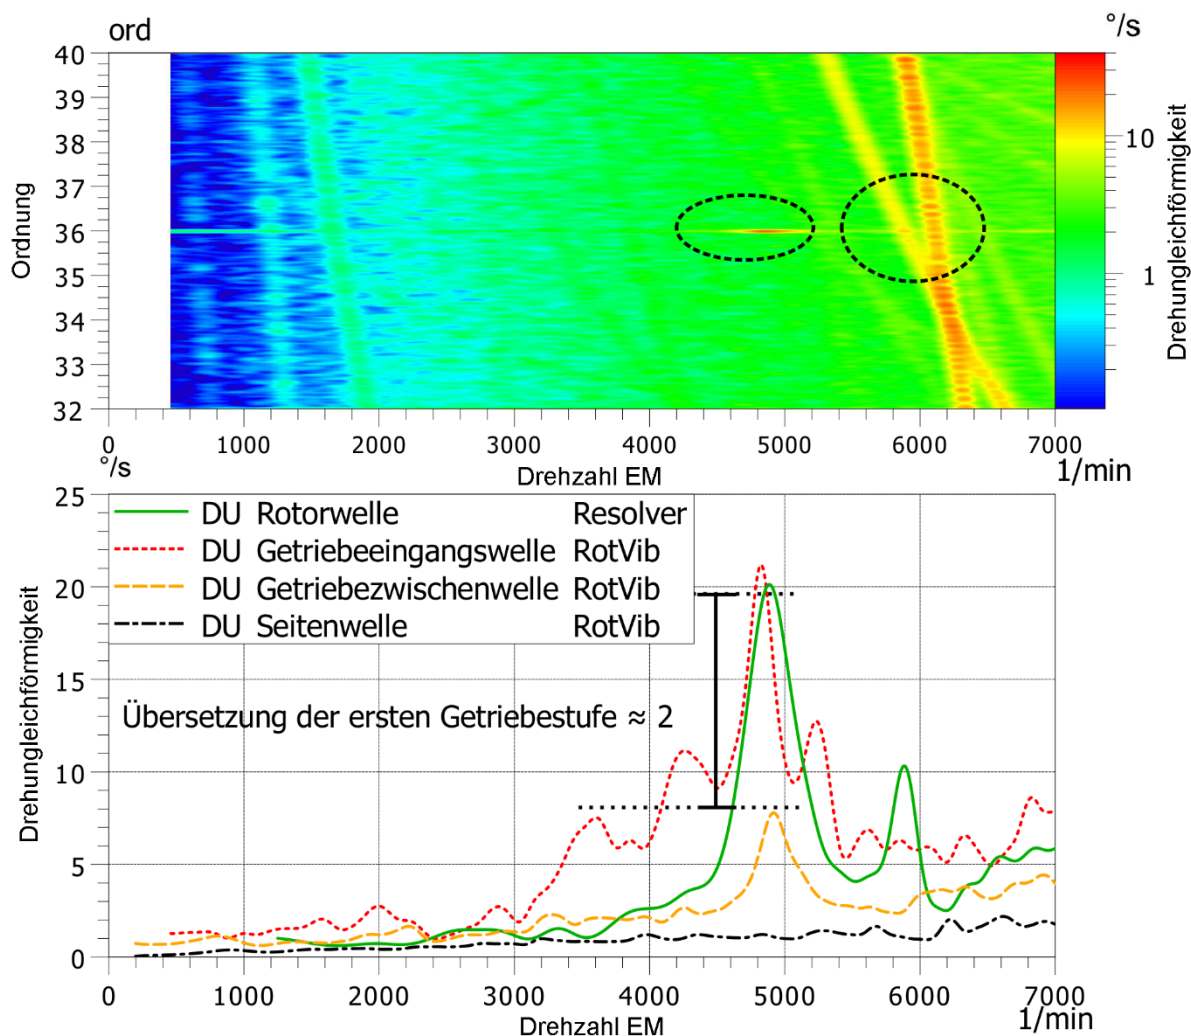 ord
°/s
40
39
38
37
36
35
34
33
32
Ordnung
10
1
Drehungleichförmigkeit
0 1000 2000 3000 4000 5000 6000 7000
Drehzahl EM
1/min
°/s
25
20
15
10
5
0
Drehungleichförmigkeit
DU Rotorwelle Resolver
DU Getriebeeingangswelle RotVib
DU Getriebezwischenwelle RotVib
DU Seitenwelle RotVib
Übersetzung der ersten Getriebestufe ≈ 2
0 1000 2000 3000 4000 5000 6000 7000
Drehzahl EM
1/min